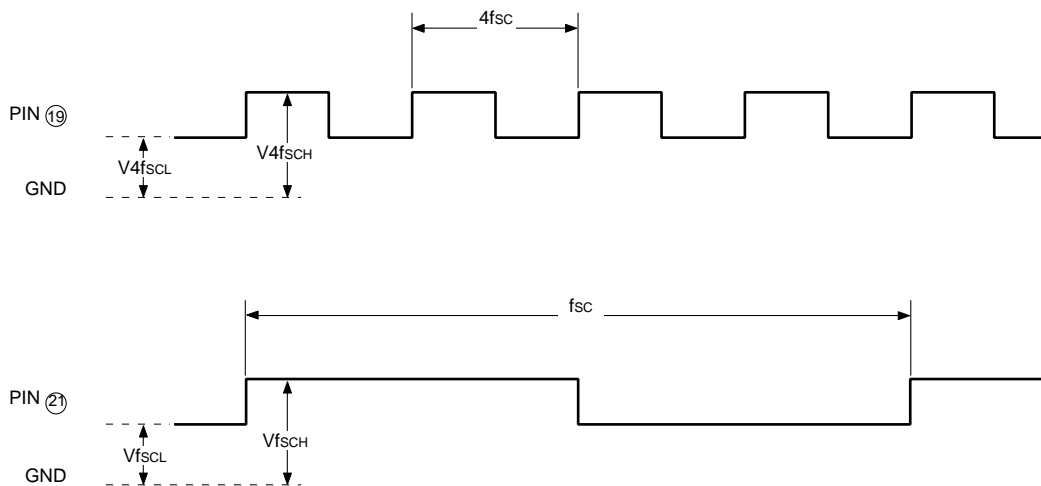 4fSC
PIN ⑲
V4fSCL
V4fSCH
GND
fSC
PIN ㉑
VfSCL
VfSCH
GND